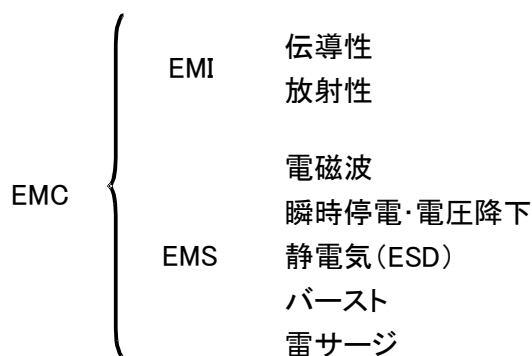 EMC
EMI
伝導性
放射性
EMS
電磁波
瞬時停電・電圧降下
静電気(ESD)
バースト
雷サージ